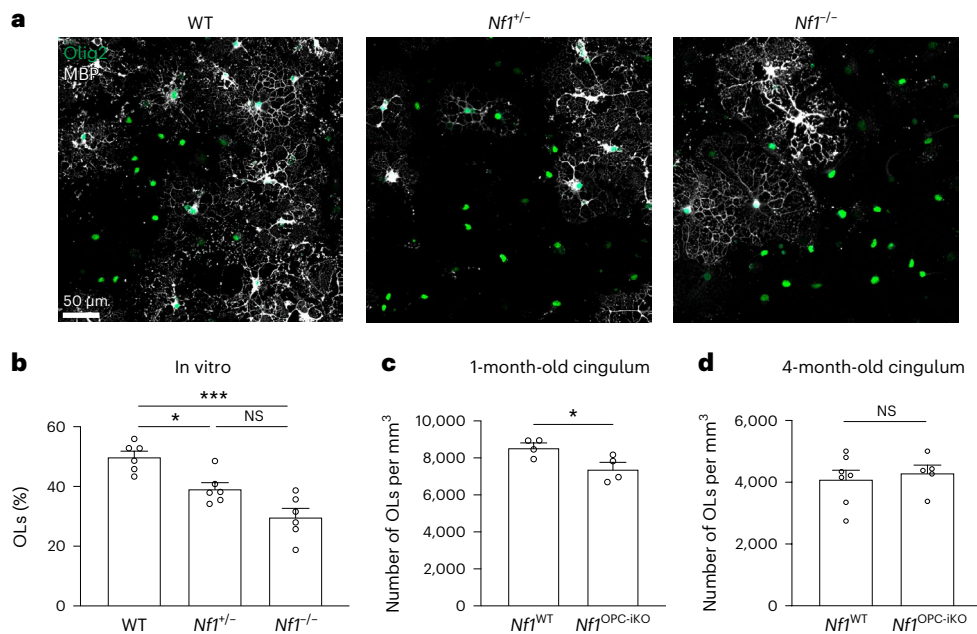 a
WT
Nf1+/−
Nf1−/−
Olig2
MBP
50 µm
b
In vitro
***
*
NS
60
40
20
0
OLs (%)
WT
Nf1+/−
Nf1−/−
c
1-month-old cingulum
*
10,000
8,000
6,000
4,000
2,000
0
Number of OLs per mm3
Nf1WT
Nf1OPC-iKO
d
4-month-old cingulum
NS
6,000
4,000
2,000
0
Number of OLs per mm3
Nf1WT
Nf1OPC-iKO